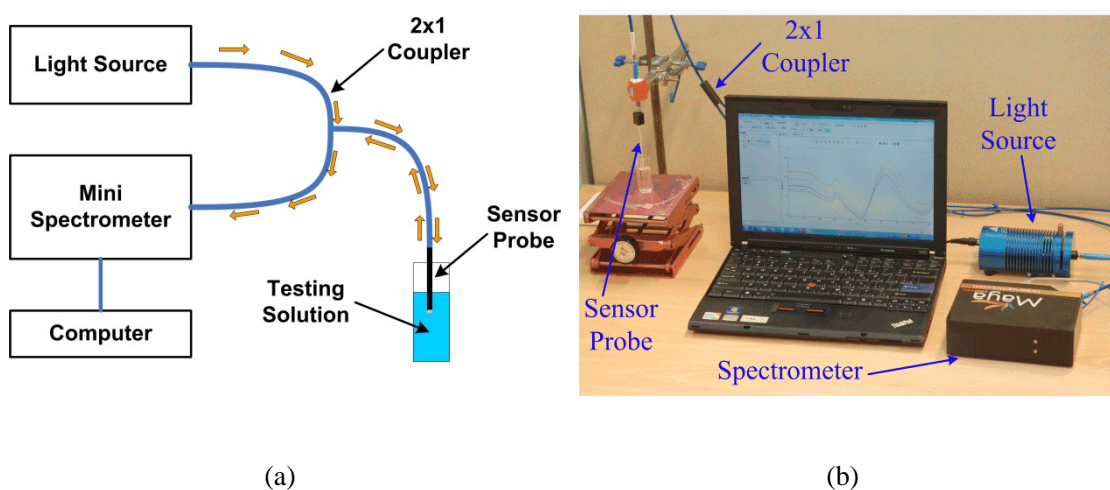 Light Source
2x1
Coupler
Mini
Spectrometer
Sensor
Probe
Testing
Solution
Computer
(a)
2x1
Coupler
Light
Source
Sensor
Probe
Maya
ThinkPad
Spectrometer
(b)